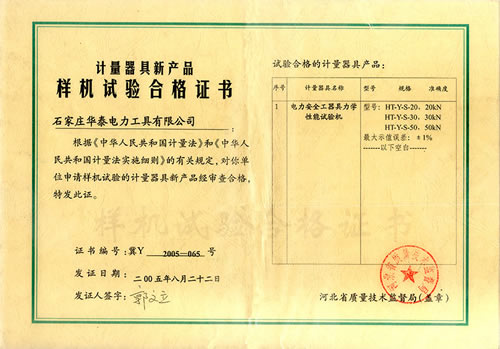 计量器具新产品
样机试验合格证书
石家庄华泰电力工具有限公司：
根据《中华人民共和国计量法》和《中华人
民共和国计量法实施细则》的有关规定，对你单
位申请样机试验的计量器具新产品经审查合格，
特发此证。
样机试验合格证书
证书编号：冀Y 2005—065 号
发证日期：二00五年八月二十二日
发证人签字：
试验合格的计量器具产品：
序号 计量器具名称 型号 规格 准确度
1 电力安全工器具力学 型号：HT-Y-S-20、20kN
性能试验机 HT-Y-S-30、30kN
HT-Y-S-50、50kN
最大示值误差：±1%
-------以下空白-------
河北省质量技术监督局(盖章)